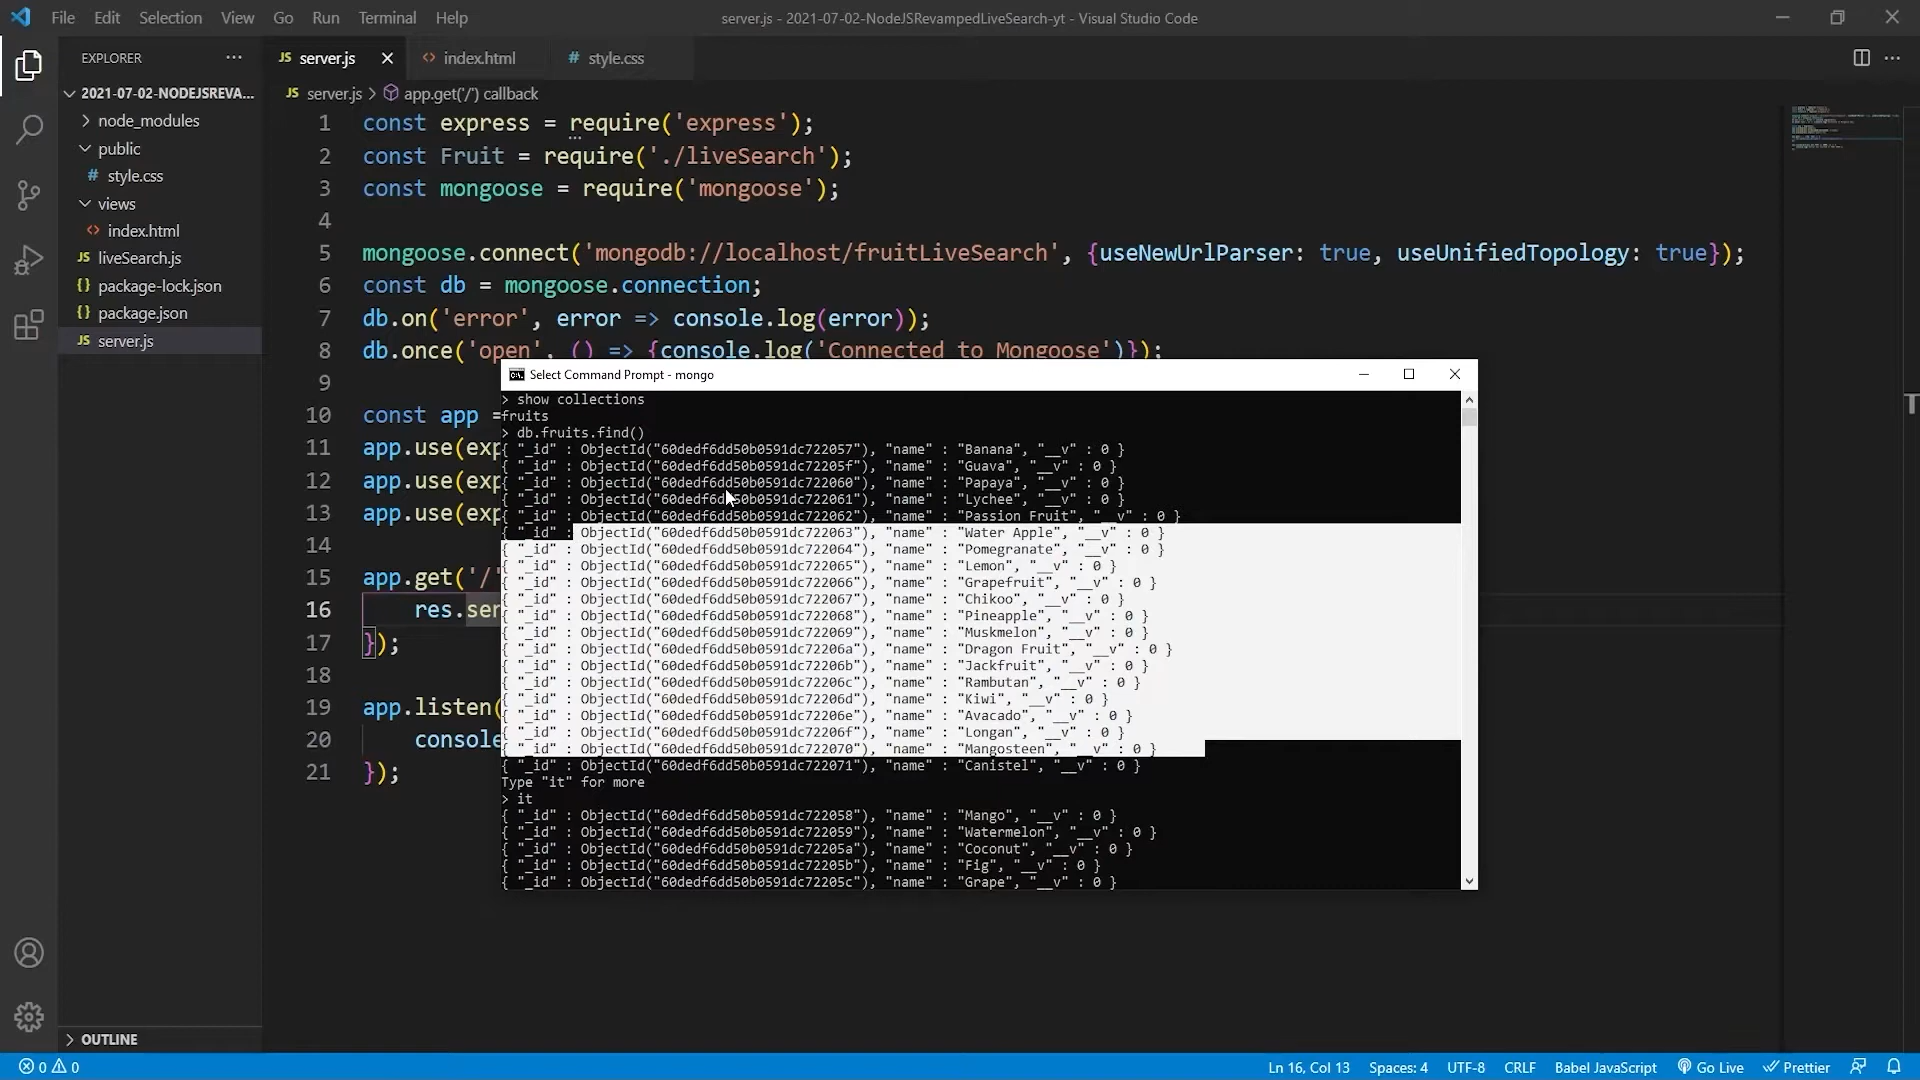 File Edit Selection View Go Run Terminal Help
server.js - 2021-07-02-NodeJSRevampedLiveSearch-yt - Visual Studio Code
EXPLORER
2021-07-02-NODEJSREVA...
node_modules
public
# style.css
views
<> index.html
JS liveSearch.js
{} package-lock.json
{} package.json
JS server.js
OUTLINE
JS server.js
<> index.html
# style.css
JS server.js > app.get('/') callback
1 const express = require('express');
2 const Fruit = require('./liveSearch');
3 const mongoose = require('mongoose');
4
5 mongoose.connect('mongodb://localhost/fruitLiveSearch', {useNewUrlParser: true, useUnifiedTopology: true});
6 const db = mongoose.connection;
7 db.on('error', error => console.log(error));
8 db.once('open', () => {console.log('Connected to Mongoose')});
9
10 const app =
11 app.use(exp
12 app.use(exp
13 app.use(exp
14
15 app.get('/'
16 res.ser
17 });
18
19 app.listen(
20 console
21 });
Select Command Prompt - mongo
> show collections
fruits
> db.fruits.find()
{ "_id" : ObjectId("60dedf6dd50b0591dc722057"), "name" : "Banana", "__v" : 0 }
{ "_id" : ObjectId("60dedf6dd50b0591dc72205f"), "name" : "Guava", "__v" : 0 }
{ "_id" : ObjectId("60dedf6dd50b0591dc722060"), "name" : "Papaya", "__v" : 0 }
{ "_id" : ObjectId("60dedf6dd50b0591dc722061"), "name" : "Lychee", "__v" : 0 }
{ "_id" : ObjectId("60dedf6dd50b0591dc722062"), "name" : "Passion Fruit", "__v" : 0 }
{ "_id" : ObjectId("60dedf6dd50b0591dc722063"), "name" : "Water Apple", "__v" : 0 }
{ "_id" : ObjectId("60dedf6dd50b0591dc722064"), "name" : "Pomegranate", "__v" : 0 }
{ "_id" : ObjectId("60dedf6dd50b0591dc722065"), "name" : "Lemon", "__v" : 0 }
{ "_id" : ObjectId("60dedf6dd50b0591dc722066"), "name" : "Grapefruit", "__v" : 0 }
{ "_id" : ObjectId("60dedf6dd50b0591dc722067"), "name" : "Chikoo", "__v" : 0 }
{ "_id" : ObjectId("60dedf6dd50b0591dc722068"), "name" : "Pineapple", "__v" : 0 }
{ "_id" : ObjectId("60dedf6dd50b0591dc722069"), "name" : "Muskmelon", "__v" : 0 }
{ "_id" : ObjectId("60dedf6dd50b0591dc72206a"), "name" : "Dragon Fruit", "__v" : 0 }
{ "_id" : ObjectId("60dedf6dd50b0591dc72206b"), "name" : "Jackfruit", "__v" : 0 }
{ "_id" : ObjectId("60dedf6dd50b0591dc72206c"), "name" : "Rambutan", "__v" : 0 }
{ "_id" : ObjectId("60dedf6dd50b0591dc72206d"), "name" : "Kiwi", "__v" : 0 }
{ "_id" : ObjectId("60dedf6dd50b0591dc72206e"), "name" : "Avacado", "__v" : 0 }
{ "_id" : ObjectId("60dedf6dd50b0591dc72206f"), "name" : "Longan", "__v" : 0 }
{ "_id" : ObjectId("60dedf6dd50b0591dc722070"), "name" : "Mangosteen", "__v" : 0 }
{ "_id" : ObjectId("60dedf6dd50b0591dc722071"), "name" : "Canistel", "__v" : 0 }
Type "it" for more
> it
{ "_id" : ObjectId("60dedf6dd50b0591dc722058"), "name" : "Mango", "__v" : 0 }
{ "_id" : ObjectId("60dedf6dd50b0591dc722059"), "name" : "Watermelon", "__v" : 0 }
{ "_id" : ObjectId("60dedf6dd50b0591dc72205a"), "name" : "Coconut", "__v" : 0 }
{ "_id" : ObjectId("60dedf6dd50b0591dc72205b"), "name" : "Fig", "__v" : 0 }
{ "_id" : ObjectId("60dedf6dd50b0591dc72205c"), "name" : "Grape", "__v" : 0 }
0 0
Ln 16, Col 13 Spaces: 4 UTF-8 CRLF Babel JavaScript Go Live Prettier